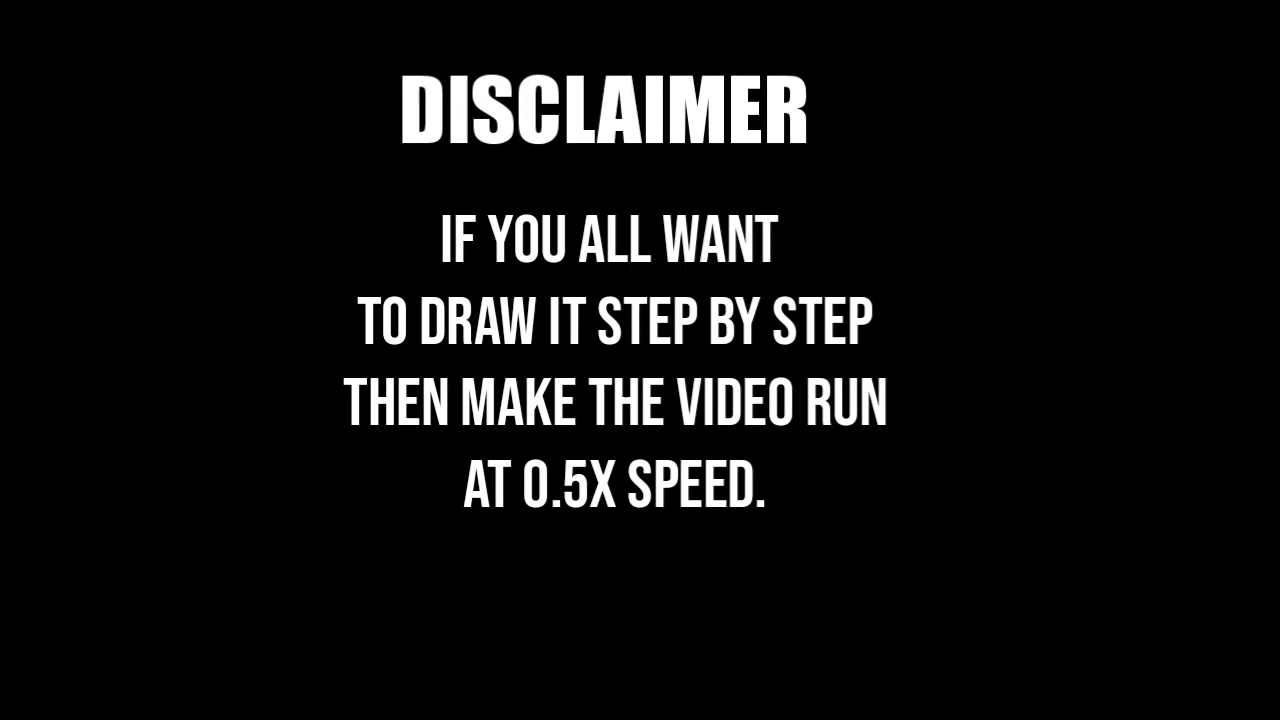 DISCLAIMER
IF YOU ALL WANT
TO DRAW IT STEP BY STEP
THEN MAKE THE VIDEO RUN
AT 0.5X SPEED.